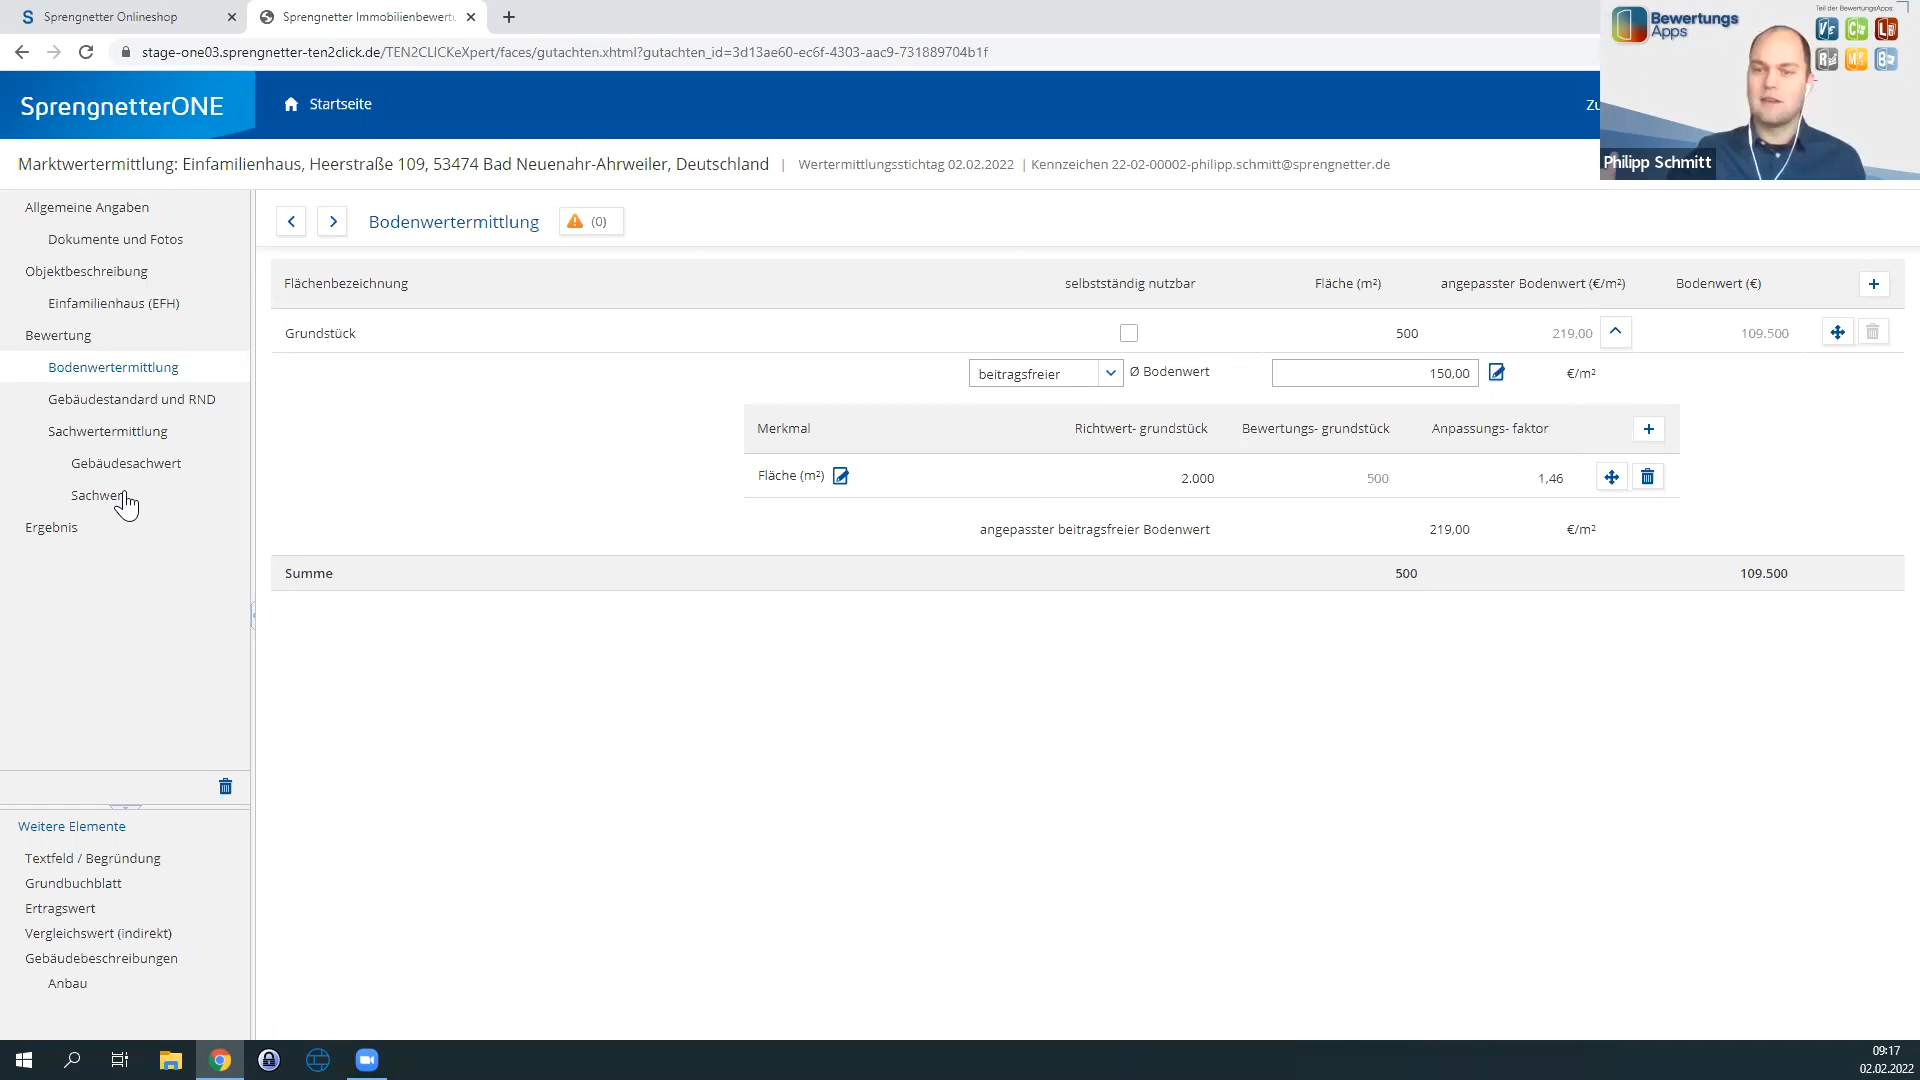 Sprengnetter Onlineshop
Sprengnetter Immobilienbewertu
stage-one03.sprengnetter-ten2click.de/TEN2CLICKeXpert/faces/gutachten.xhtml?gutachten_id=3d13ae60-ec6f-4303-aac9-731889704b1f
Bewertungs
Apps
Teil der BewertungsApps:
Philipp Schmitt
SprengnetterONE
Startseite
Zu
Marktwertermittlung: Einfamilienhaus, Heerstraße 109, 53474 Bad Neuenahr-Ahrweiler, Deutschland | Wertermittlungsstichtag 02.02.2022 | Kennzeichen 22-02-00002-philipp.schmitt@sprengnetter.de
Allgemeine Angaben
Dokumente und Fotos
Objektbeschreibung
Einfamilienhaus (EFH)
Bewertung
Bodenwertermittlung
Gebäudestandard und RND
Sachwertermittlung
Gebäudesachwert
Sachwer
Ergebnis
Weitere Elemente
Textfeld / Begründung
Grundbuchblatt
Ertragswert
Vergleichswert (indirekt)
Gebäudebeschreibungen
Anbau
Bodenwertermittlung (0)
Flächenbezeichnung selbstständig nutzbar Fläche (m²) angepasster Bodenwert (€/m²) Bodenwert (€)
Grundstück 500 219,00 109.500
beitragsfreier Ø Bodenwert 150,00 €/m²
Merkmal Richtwert- grundstück Bewertungs- grundstück Anpassungs- faktor
Fläche (m²) 2.000 500 1,46
angepasster beitragsfreier Bodenwert 219,00 €/m²
Summe 500 109.500
09:17
02.02.2022